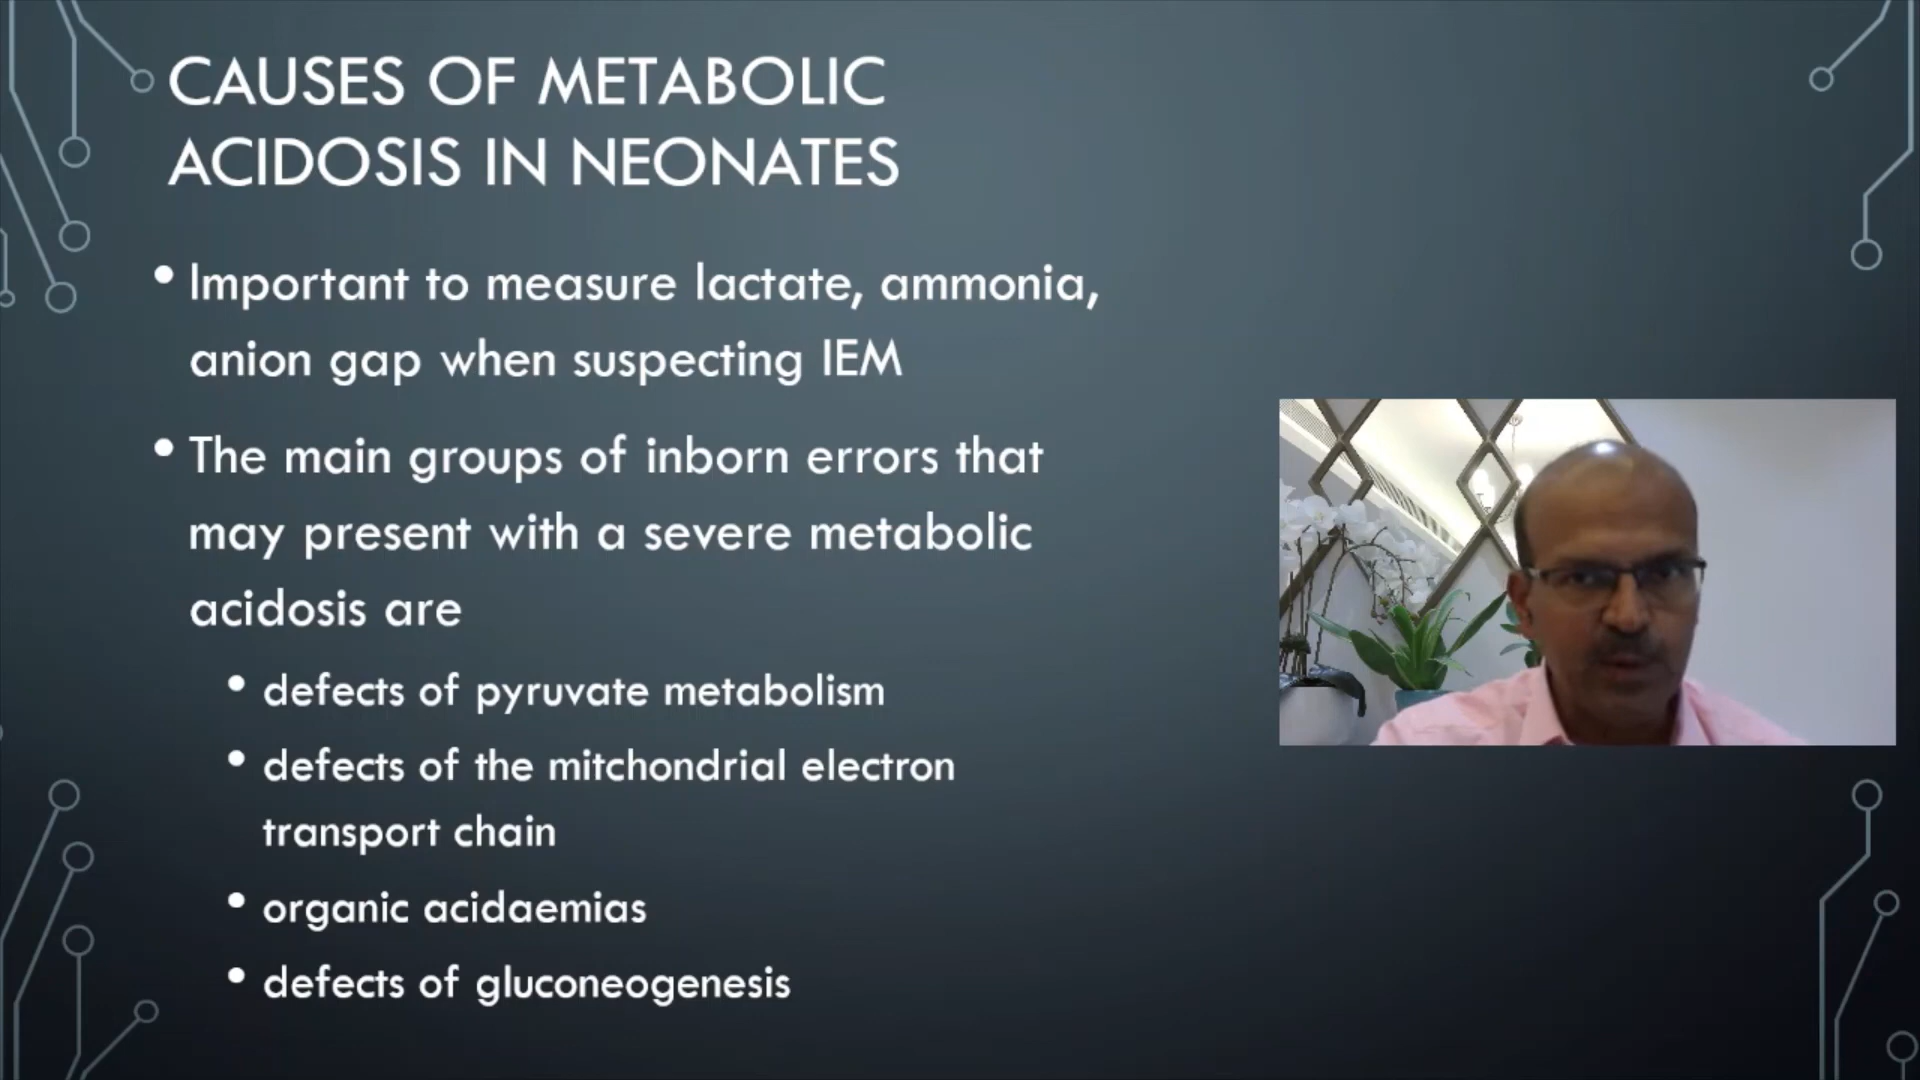 CAUSES OF METABOLIC
ACIDOSIS IN NEONATES
• Important to measure lactate, ammonia,
anion gap when suspecting IEM
• The main groups of inborn errors that
may present with a severe metabolic
acidosis are
• defects of pyruvate metabolism
• defects of the mitchondrial electron
transport chain
• organic acidaemias
• defects of gluconeogenesis